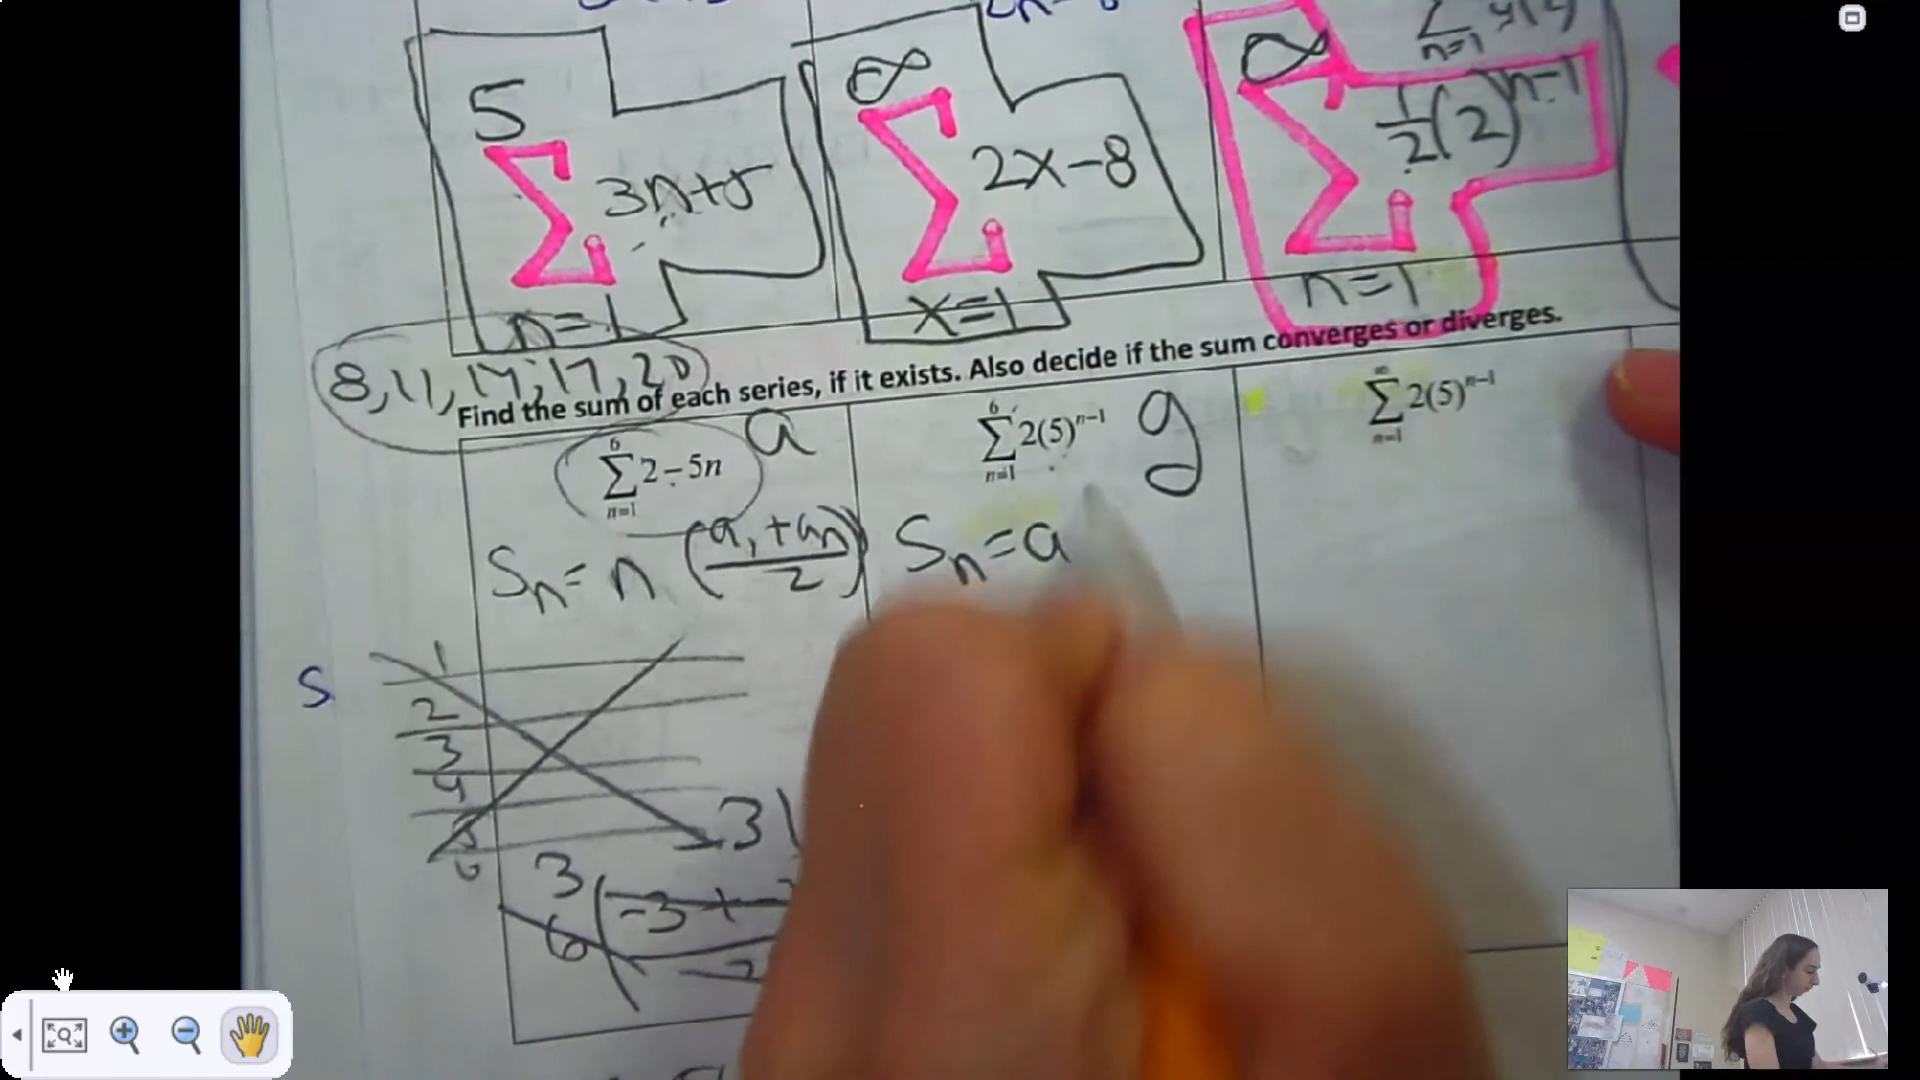 5
∑ 3n+5
n=1
∞
∑ 2x-8
x=1
n=1
∞
∑ 1/2(2)^n-1
n=1
8, 11, 14, 17, 20
Find the sum of each series, if it exists. Also decide if the sum converges or diverges.
6
∑ 2-5n
n=1
a
Sn = n (a1 + an / 2)
6
∑ 2(5)^n-1
n=1
g
Sn = a
∞
∑ 2(5)^n-1
n=1
S
1
2
3
4
5
6
3
6 (-3 +
2